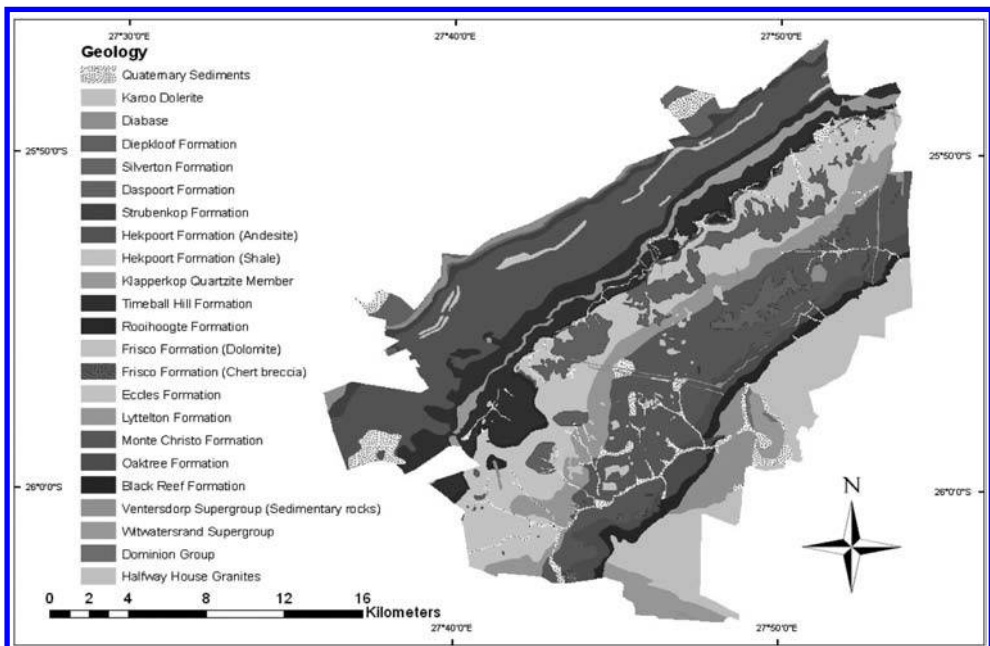 27°30'0"E
27°40'0"E
27°50'0"E
Geology
Quaternary Sediments
Karoo Dolerite
Diabase
Diepkloof Formation
Silverton Formation
Daspoort Formation
Strubenkop Formation
Hekpoort Formation (Andesite)
Hekpoort Formation (Shale)
Klapperkop Quartzite Member
Timeball Hill Formation
Rooihoogte Formation
Frisco Formation (Dolomite)
Frisco Formation (Chert breccia)
Eccles Formation
Lyttelton Formation
Monte Christo Formation
Oaktree Formation
Black Reef Formation
Ventersdorp Supergroup (Sedimentary rocks)
Witwatersrand Supergroup
Dominion Group
Halfway House Granites
25°50'0"S
25°50'0"S
26°0'0"S
26°0'0"S
N
0 2 4 8 12 16
Kilometers
27°40'0"E
27°50'0"E